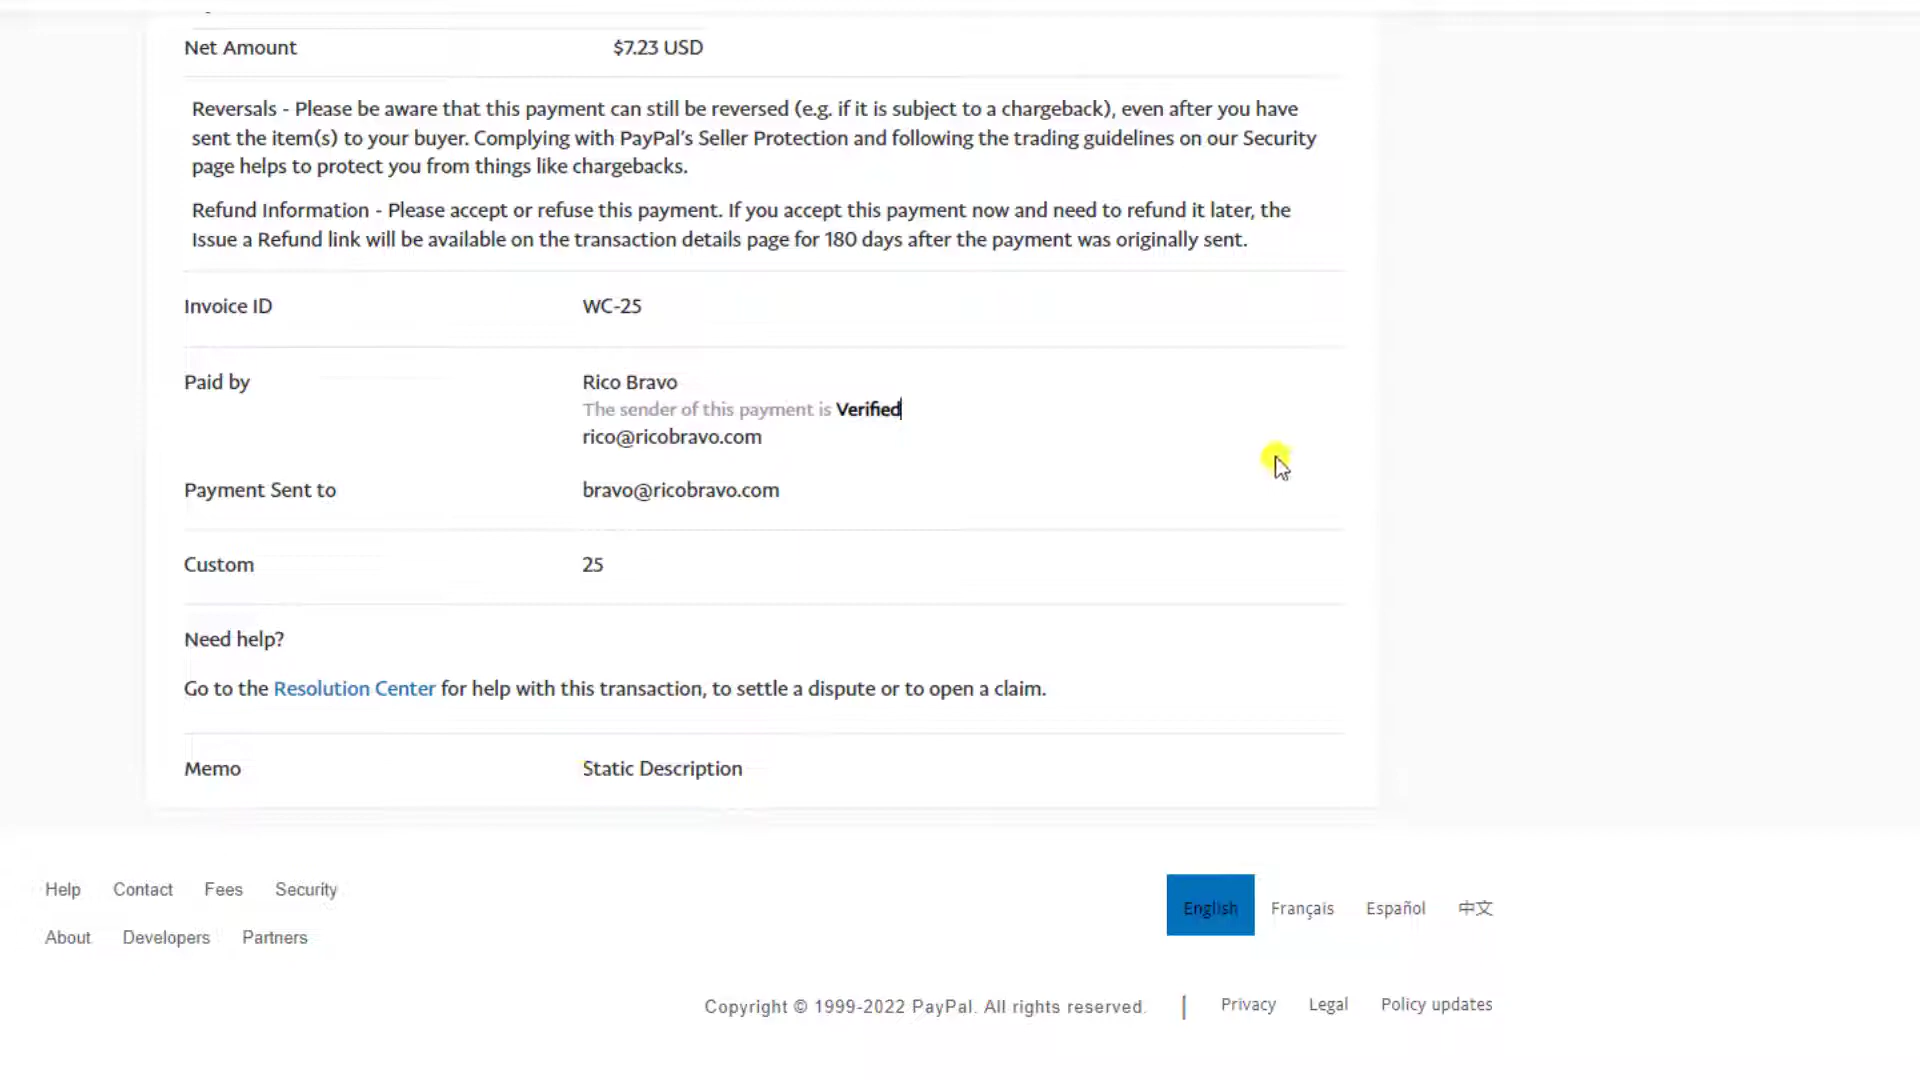 Net Amount $7.23 USD
Reversals - Please be aware that this payment can still be reversed (e.g. if it is subject to a chargeback), even after you have
sent the item(s) to your buyer. Complying with PayPal's Seller Protection and following the trading guidelines on our Security
page helps to protect you from things like chargebacks.
Refund Information - Please accept or refuse this payment. If you accept this payment now and need to refund it later, the
Issue a Refund link will be available on the transaction details page for 180 days after the payment was originally sent.
Invoice ID WC-25
Paid by Rico Bravo
The sender of this payment is Verified
rico@ricobravo.com
Payment Sent to bravo@ricobravo.com
Custom 25
Need help?
Go to the Resolution Center for help with this transaction, to settle a dispute or to open a claim.
Memo Static Description
Help Contact Fees Security
English Français Español 中文
About Developers Partners
Copyright © 1999-2022 PayPal. All rights reserved. | Privacy Legal Policy updates